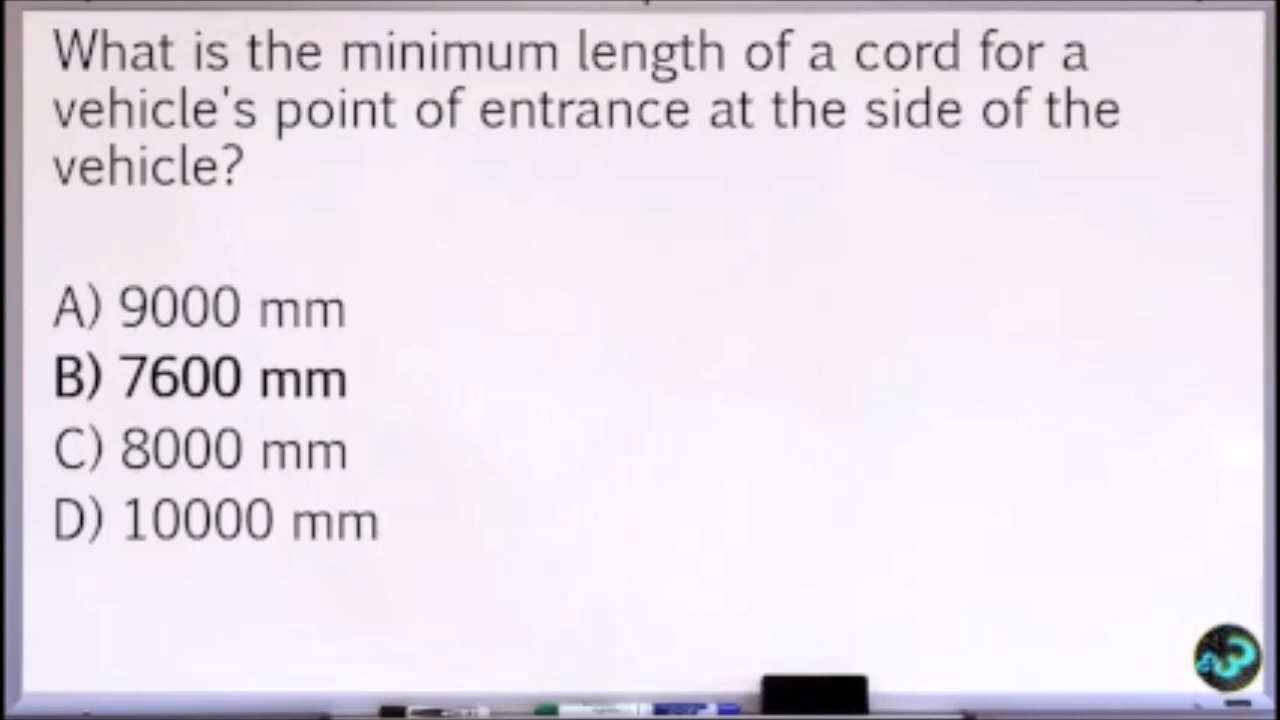 What is the minimum length of a cord for a
vehicle's point of entrance at the side of the
vehicle?
A) 9000 mm
B) 7600 mm
C) 8000 mm
D) 10000 mm